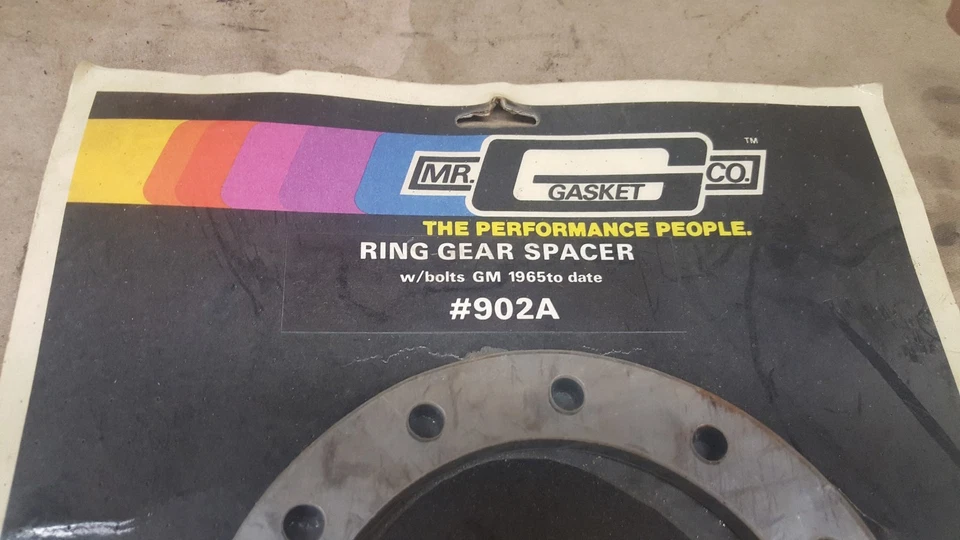 MR. GASKET CO. ™
THE PERFORMANCE PEOPLE.
RING GEAR SPACER
w/bolts GM 1965to date
#902A